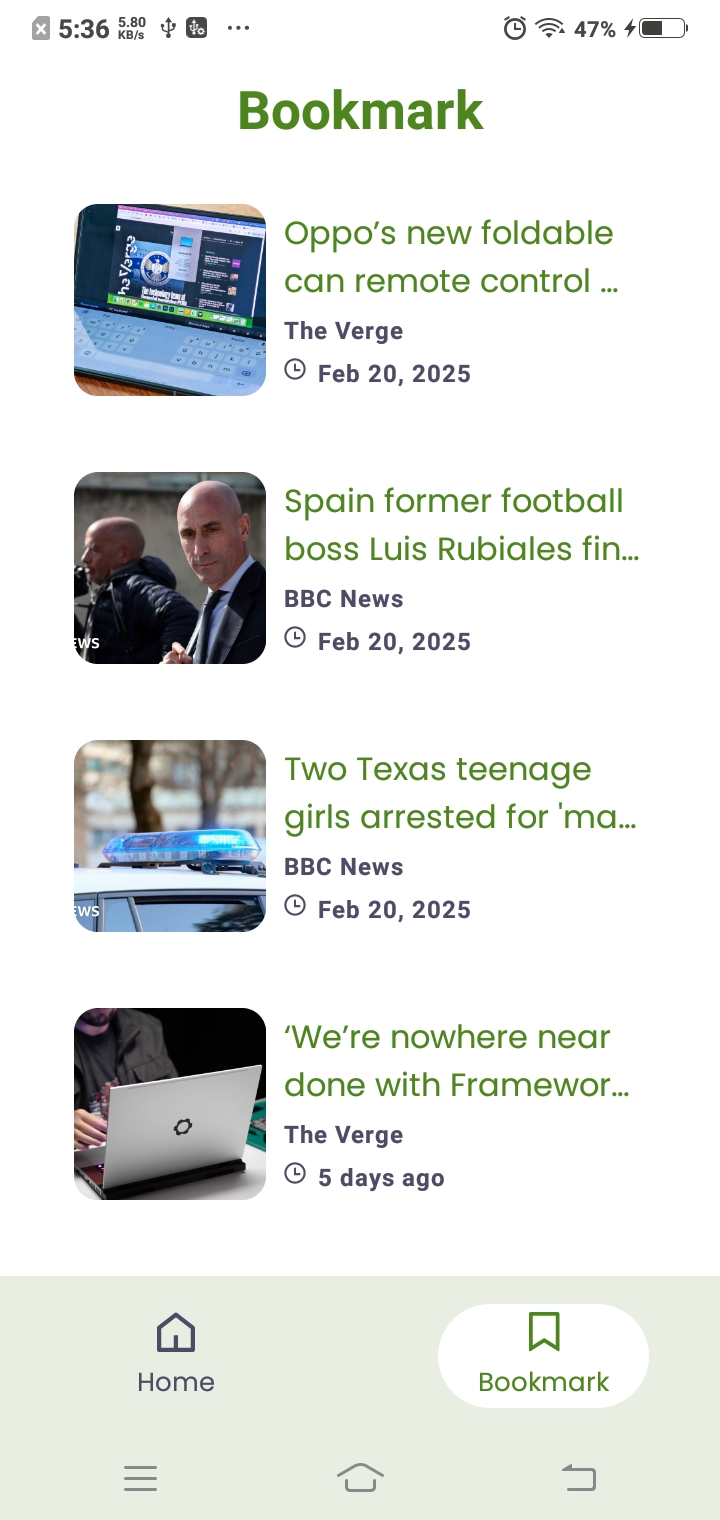 5:36 5.80 KB/s ... 47%
Bookmark
Oppo’s new foldable
can remote control ...
The Verge
Feb 20, 2025
Spain former football
boss Luis Rubiales fin...
BBC News
Feb 20, 2025
EWS
Two Texas teenage
girls arrested for 'ma...
BBC News
Feb 20, 2025
EWS
‘We’re nowhere near
done with Framewor...
The Verge
5 days ago
Home
Bookmark